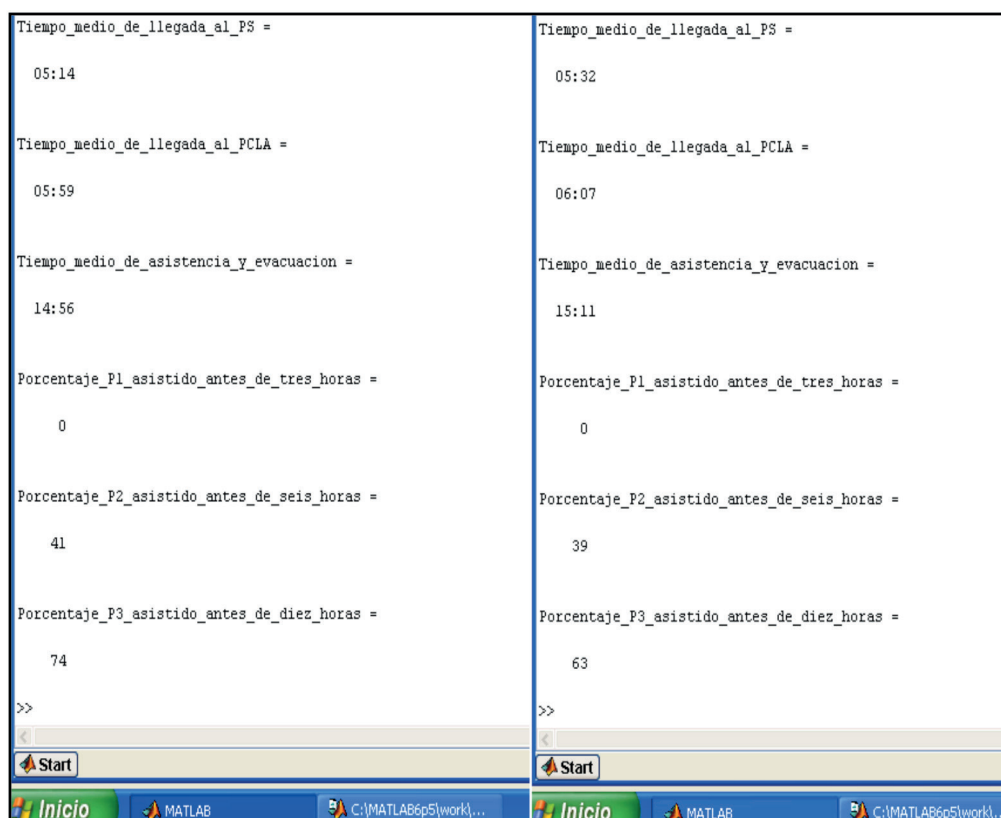 Tiempo_medio_de_llegada_al_PS =
05:14
Tiempo_medio_de_llegada_al_PCLA =
05:59
Tiempo_medio_de_asistencia_y_evacuacion =
14:56
Porcentaje_P1_asistido_antes_de_tres_horas =
0
Porcentaje_P2_asistido_antes_de_seis_horas =
41
Porcentaje_P3_asistido_antes_de_diez_horas =
74
>>
Start
Inicio
MATLAB
C:\MATLAB6p5\work\...
Tiempo_medio_de_llegada_al_PS =
05:32
Tiempo_medio_de_llegada_al_PCLA =
06:07
Tiempo_medio_de_asistencia_y_evacuacion =
15:11
Porcentaje_P1_asistido_antes_de_tres_horas =
0
Porcentaje_P2_asistido_antes_de_seis_horas =
39
Porcentaje_P3_asistido_antes_de_diez_horas =
63
>>
Start
Inicio
MATLAB
C:\MATLAB6p5\work\...